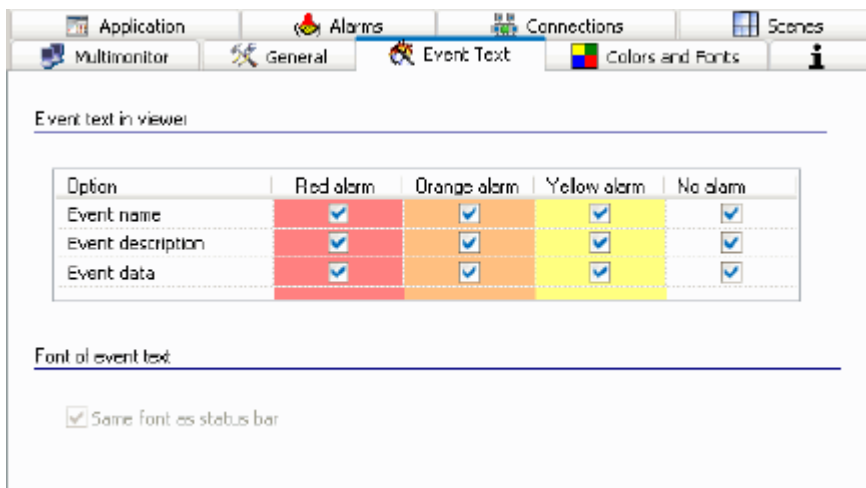 Application Alarms Connections Scenes
Multimonitor General Event Text Colors and Fonts i
Event text in viewer
Option Red alarm Orange alarm Yellow alarm No alarm
Event name
Event description
Event data
Font of event text
Same font as status bar